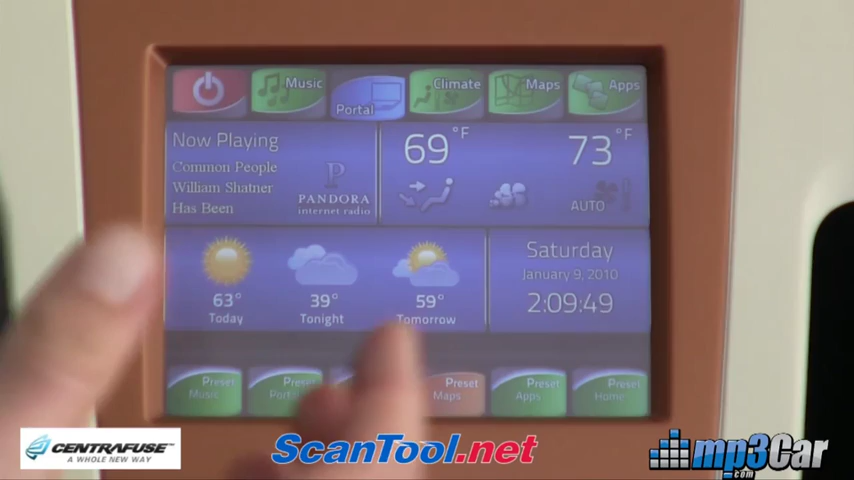 Music
Portal
Climate
Maps
Apps
Now Playing
Common People
William Shatner
Has Been
P
PANDORA
internet radio
69°F
73°F
AUTO
63°
Today
39°
Tonight
59°
Tomorrow
Saturday
January 9, 2010
2:09:49
Preset
Music
Preset
Preset
Maps
Preset
Apps
Preset
Home
CENTRAFUSE™
A WHOLE NEW WAY
ScanTool.net
mp3Car
.com